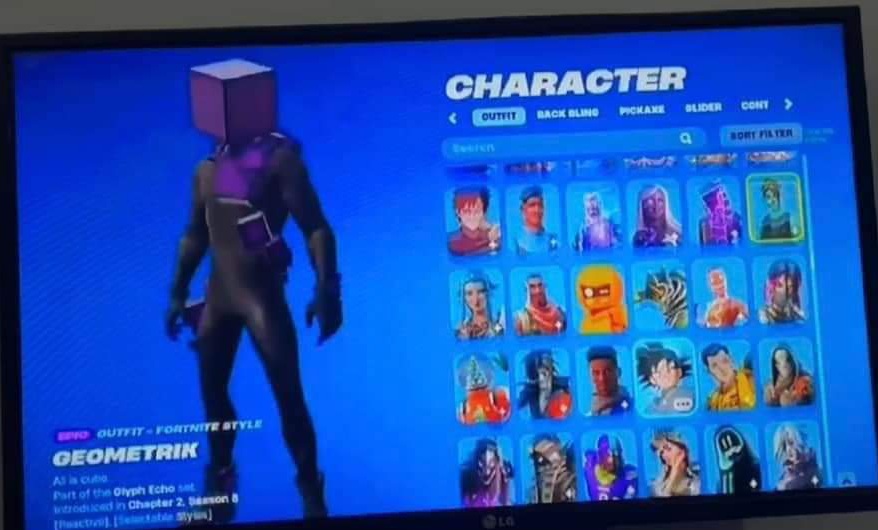 CHARACTER
OUTFIT BACK BLING PICKAXE GLIDER CONT
Search
SORT FILTER
EPIC OUTFIT - FORTNITE STYLE
GEOMETRIK
All is cube.
Part of the Glyph Echo set.
Introduced in Chapter 2, Season 8
[Reactive], [Selectable Styles]
LG